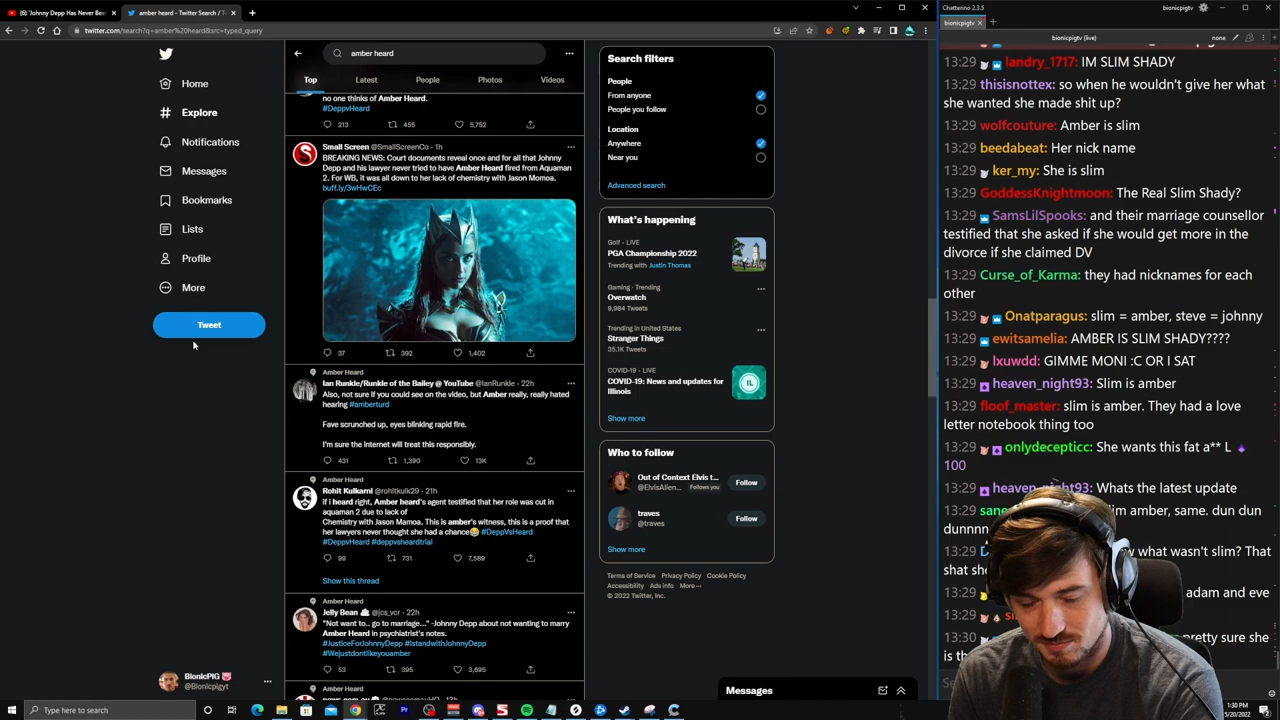 (6) 'Johnny Depp Has Never Bee
amber heard - Twitter Search / T
twitter.com/search?q=amber%20heard&src=typed_query
Home
Explore
Notifications
Messages
Bookmarks
Lists
Profile
More
Tweet
BionicPIG
@Bionicpigyt
amber heard
Top
Latest
People
Photos
Videos
no one thinks of Amber Heard.
#DeppvHeard
213
455
5,752
Small Screen @SmallScreenCo · 1h
BREAKING NEWS: Court documents reveal once and for all that Johnny
Depp and his lawyer never tried to have Amber Heard fired from Aquaman
2. For WB, it was all down to her lack of chemistry with Jason Momoa.
buff.ly/3wHwCEc
37
392
1,402
Amber Heard
Ian Runkle/Runkle of the Bailey @ YouTube @IanRunkle · 22h
Also, not sure if you could see on the video, but Amber really, really hated
hearing #amberturd
Fave scrunched up, eyes blinking rapid fire.
I'm sure the internet will treat this responsibly.
431
1,390
13K
Amber Heard
Rohit Kulkarni @rohitkulk29 · 21h
if i heard right, Amber heard's agent testified that her role was cut in
aquaman 2 due to lack of
Chemistry with Jason Mamoa. This is amber's witness, this is a proof that
her lawyers never thought she had a chance😂 #DeppVsHeard
#DeppvHeard #deppvsheardtrial
99
731
7,589
Show this thread
Amber Heard
Jelly Bean @jcs_vcr · 22h
"Not want to.. go to marriage..." -Johnny Depp about not wanting to marry
Amber Heard in psychiatrist's notes.
#JusticeForJohnnyDepp #IstandwithJohnnyDepp
#Wejustdontlikeyouamber
53
395
3,695
Amber Heard
Search filters
People
From anyone
People you follow
Location
Anywhere
Near you
Advanced search
What's happening
Golf · LIVE
PGA Championship 2022
Trending with Justin Thomas
Gaming · Trending
Overwatch
9,984 Tweets
Trending in United States
Stranger Things
35.1K Tweets
COVID-19 · LIVE
COVID-19: News and updates for
Illinois
Show more
Who to follow
Out of Context Elvis t...
@ElvisAlien... Follows you
Follow
traves
@traves
Follow
Show more
Terms of Service Privacy Policy Cookie Policy
Accessibility Ads info More ···
© 2022 Twitter, Inc.
Messages
Chatterino 2.3.5
bionicpigtv
bionicpigtv
bionicpigtv (live)
none
13:29 landry_1717: IM SLIM SHADY
13:29 thisisnottex: so when he wouldn't give her what
she wanted she made shit up?
13:29 wolfcouture: Amber is slim
13:29 beedabeat: Her nick name
13:29 ker_my: She is slim
13:29 GoddessKnightmoon: The Real Slim Shady?
13:29 SamsLilSpooks: and their marriage counsellor
testified that she asked if she would get more in the
divorce if she claimed DV
13:29 Curse_of_Karma: they had nicknames for each
other
13:29 Onatparagus: slim = amber, steve = johnny
13:29 ewitsamelia: AMBER IS SLIM SHADY????
13:29 lxuwdd: GIMME MONI :C OR I SAT
13:29 heaven_night93: Slim is amber
13:29 floof_master: slim is amber. They had a love
letter notebook thing too
13:29 onlydecepticc: She wants this fat a** L
100
13:29 heaven_night93: Whats the latest update
13:29 sane
im amber, same. dun dun
dunnnn
13:29
w what wasn't slim? That
shat she
13:29
adam and eve
13:29
13:30
pretty sure she
is th
Type here to search
1:30 PM
5/20/2022